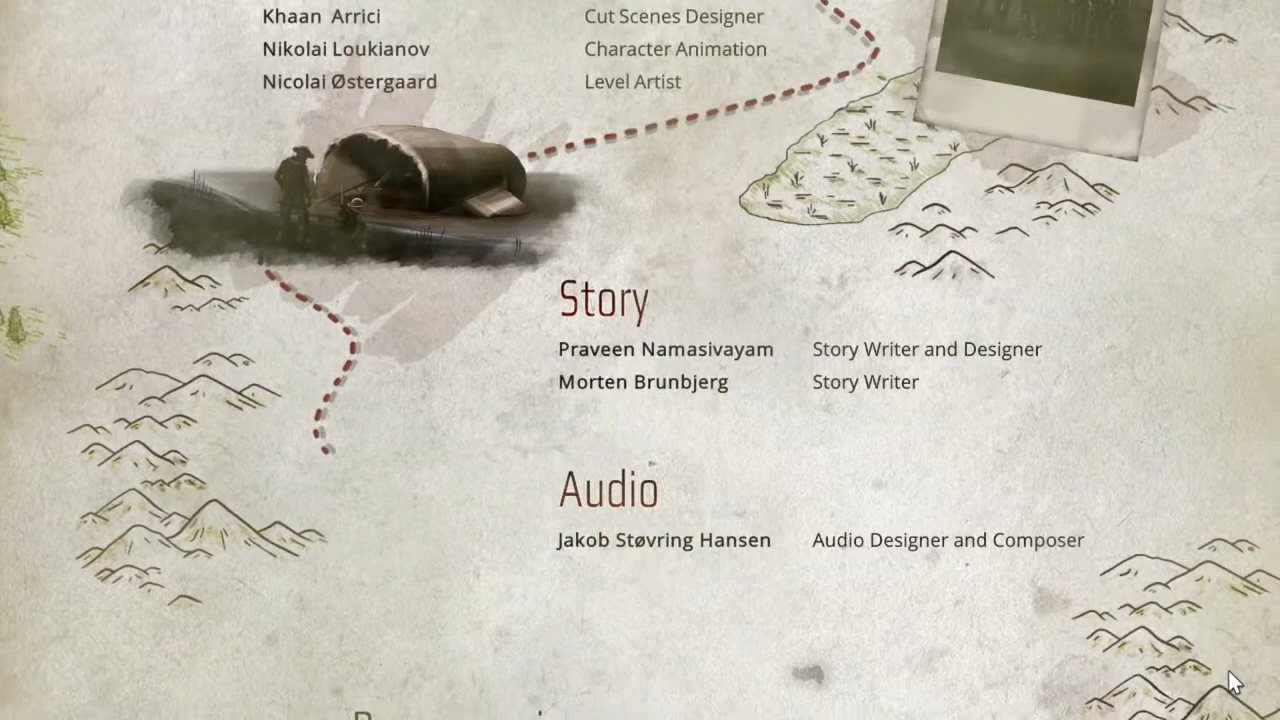 Khaan Arrici Cut Scenes Designer
Nikolai Loukianov Character Animation
Nicolai Østergaard Level Artist
Story
Praveen Namasivayam Story Writer and Designer
Morten Brunbjerg Story Writer
Audio
Jakob Støvring Hansen Audio Designer and Composer